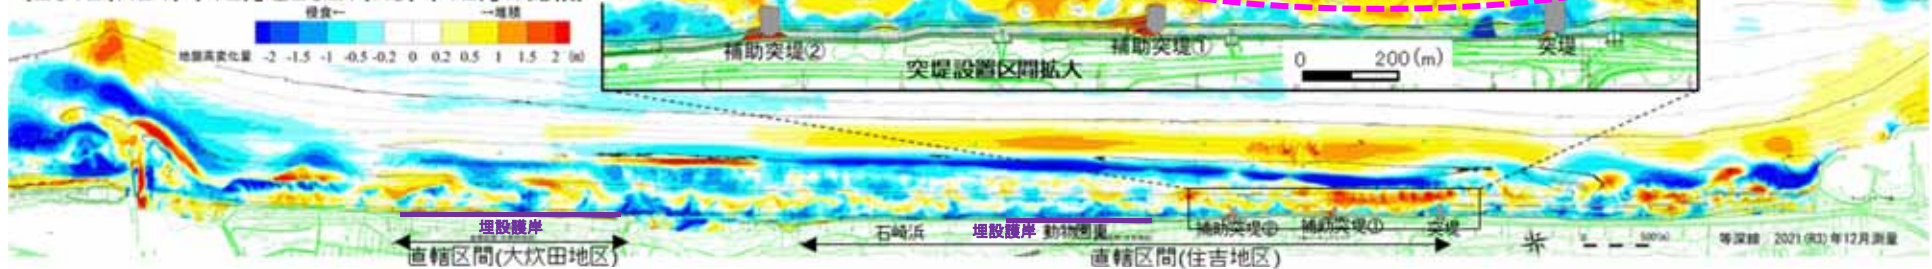 侵食← →堆積
地盤高変化量 -2 -1.5 -1 -0.5 -0.2 0 0.2 0.5 1 1.5 2 (m)
補助突堤② 補助突堤① 突堤
突堤設置区間拡大
0 200(m)
埋設護岸 石崎浜 埋設護岸 動物園裏 補助突堤② 補助突堤① 突堤
直轄区間(大炊田地区) 直轄区間(住吉地区)
0 500(m)
等深線 2021(R3)年12月測量